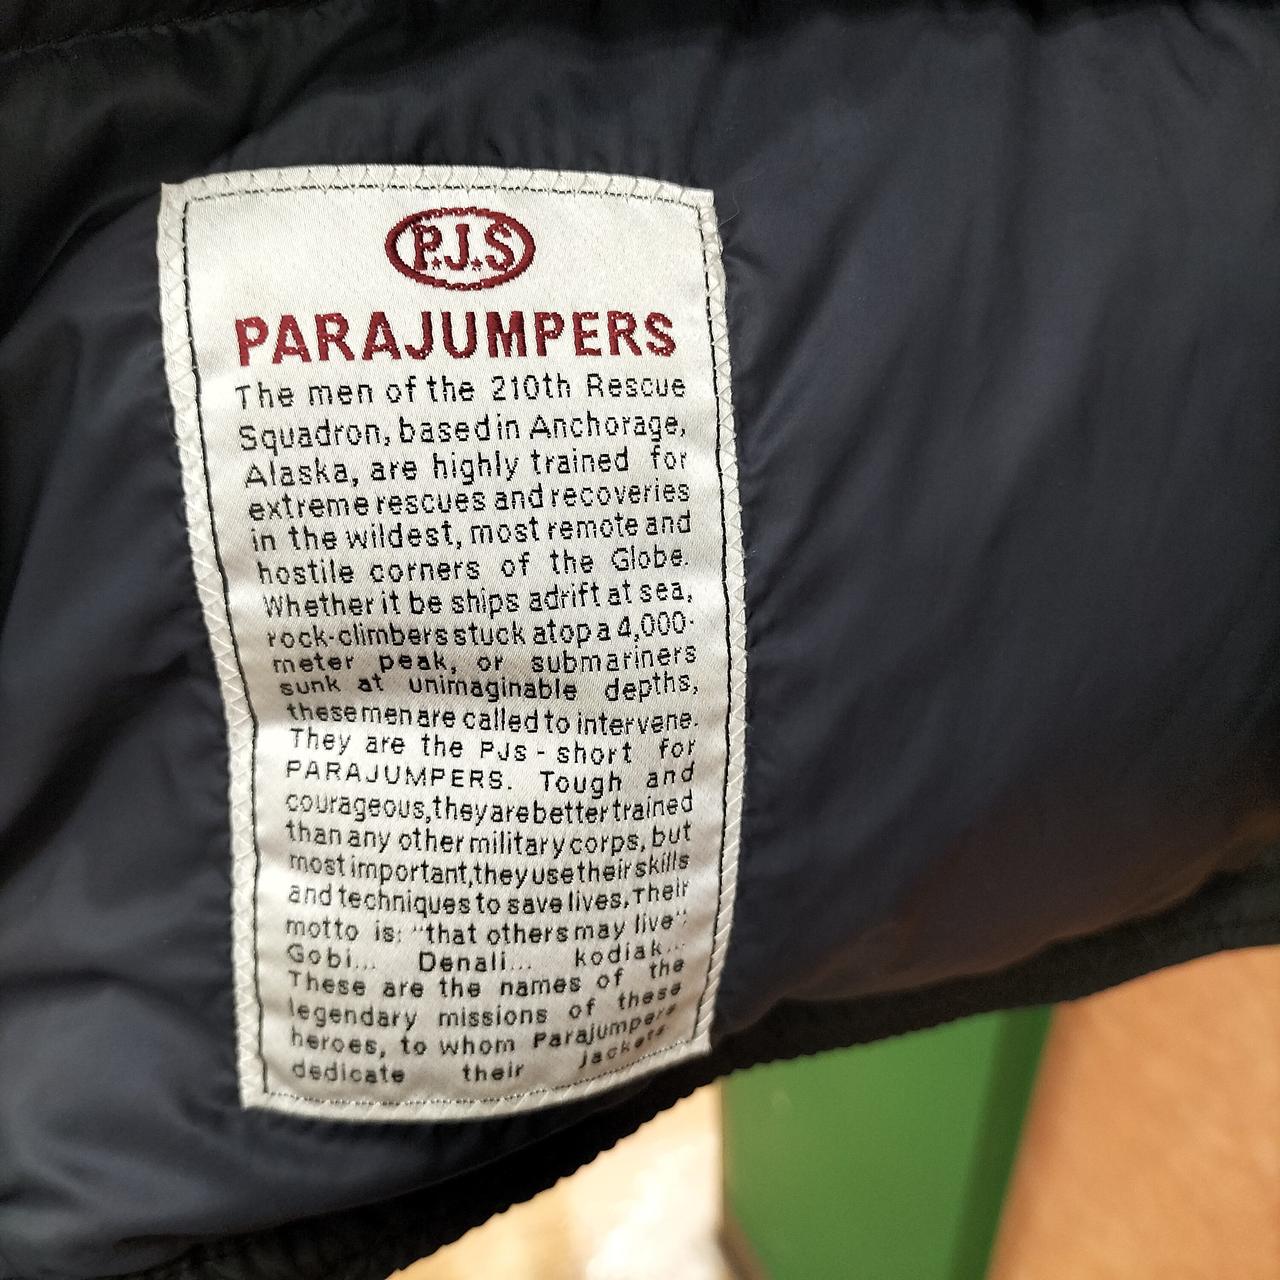 P.J.S
PARAJUMPERS
The men of the 210th Rescue
Squadron, based in Anchorage,
Alaska, are highly trained for
extreme rescues and recoveries
in the wildest, most remote and
hostile corners of the Globe.
Whether it be ships adrift at sea,
rock-climbers stuck atop a 4,000-
meter peak, or submariners
sunk at unimaginable depths,
these men are called to intervene.
They are the PJs - short for
PARAJUMPERS. Tough and
courageous, they are better trained
than any other military corps, but
most important, they use their skills
and techniques to save lives. Their
motto is: "that others may live".
Gobi... Denali... kodiak...
These are the names of the
legendary missions of these
heroes, to whom Parajumpers
dedicate their jackets.